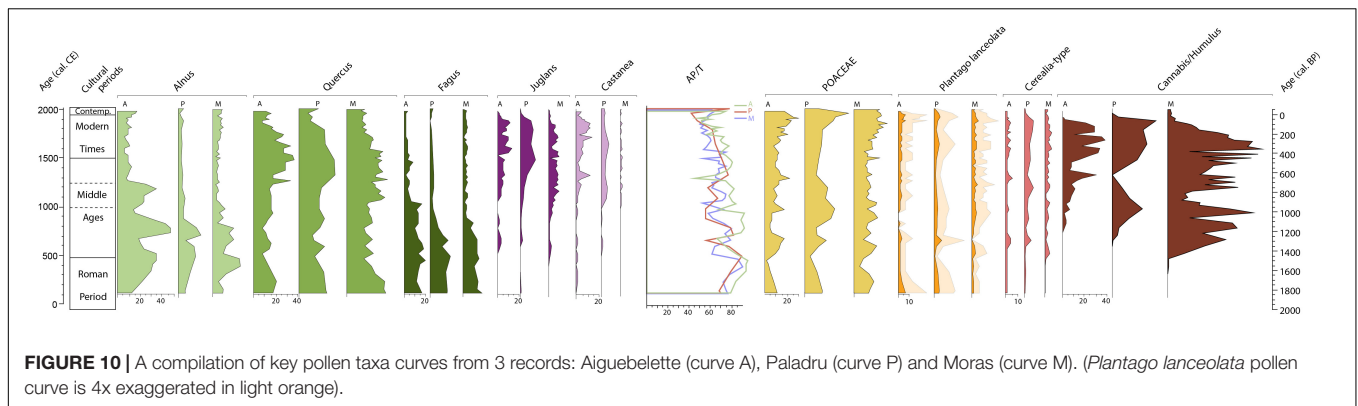 Age (cal. CE)
Cultural
periods
Alnus
Quercus
Fagus
Juglans
Castanea
AP/T
POACEAE
Plantago lanceolata
Cerealia-type
Cannabis/Humulus
Age (cal. BP)
A P M A P M A P M A P M A P M A P M A P M A P M A P M
A
P
M
2000
1500
1000
500
0
Contemp.
Modern
Times
Middle
Ages
Roman
Period
0
200
400
600
800
1000
1200
1400
1600
1800
2000
20 40
20 40
20
20
20
20 40 60 80
20
10
10
20 40
FIGURE 10 | A compilation of key pollen taxa curves from 3 records: Aiguebelette (curve A), Paladru (curve P) and Moras (curve M). (Plantago lanceolata pollen
curve is 4x exaggerated in light orange).